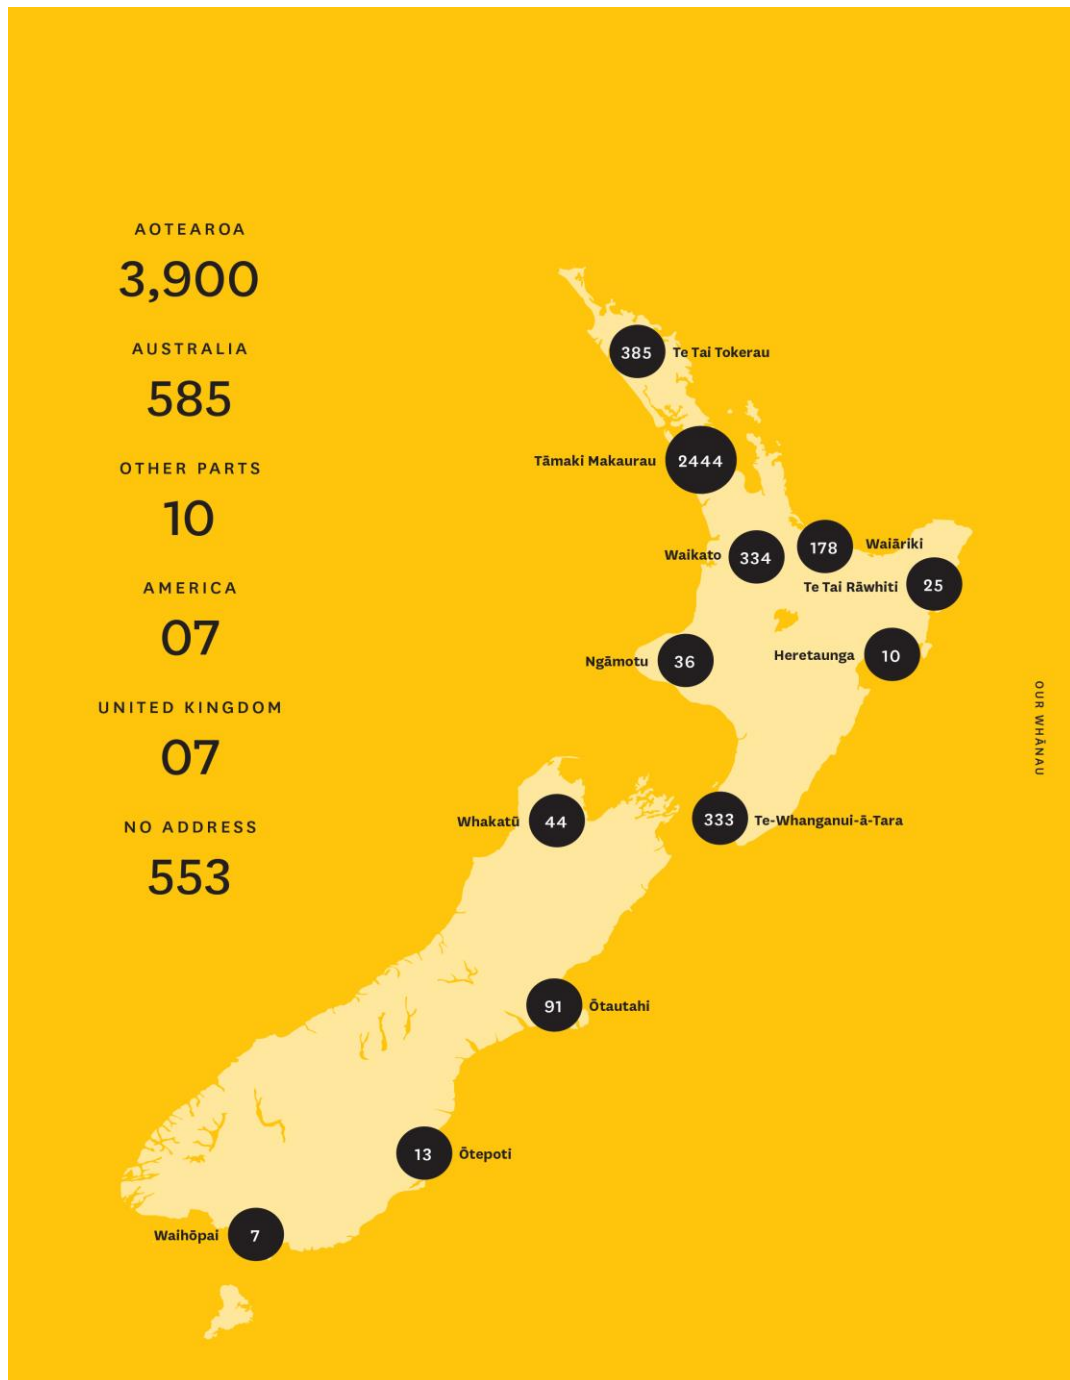 AOTEAROA
3,900
AUSTRALIA
585
OTHER PARTS
10
AMERICA
07
UNITED KINGDOM
07
NO ADDRESS
553
385 Te Tai Tokerau
Tāmaki Makaurau 2444
Waikato 334
178 Waiāriki
Te Tai Rāwhiti 25
Ngāmotu 36
Heretaunga 10
Whakatū 44
333 Te-Whanganui-ā-Tara
91 Ōtautahi
13 Ōtepoti
Waihōpai 7
OUR WHĀNAU